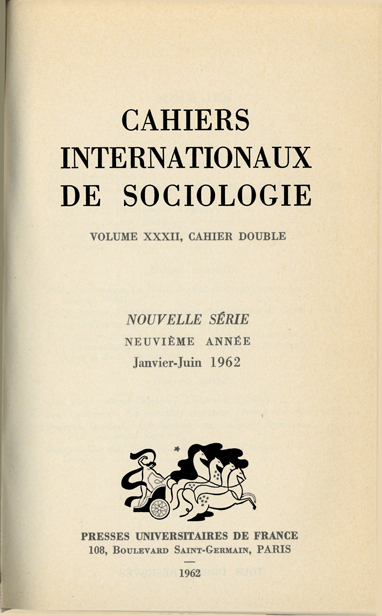 CAHIERS
INTERNATIONAUX
DE SOCIOLOGIE
VOLUME XXXII, CAHIER DOUBLE
NOUVELLE SÉRIE
NEUVIÈME ANNÉE
Janvier-Juin 1962
PRESSES UNIVERSITAIRES DE FRANCE
108, BOULEVARD SAINT-GERMAIN, PARIS
—
1962